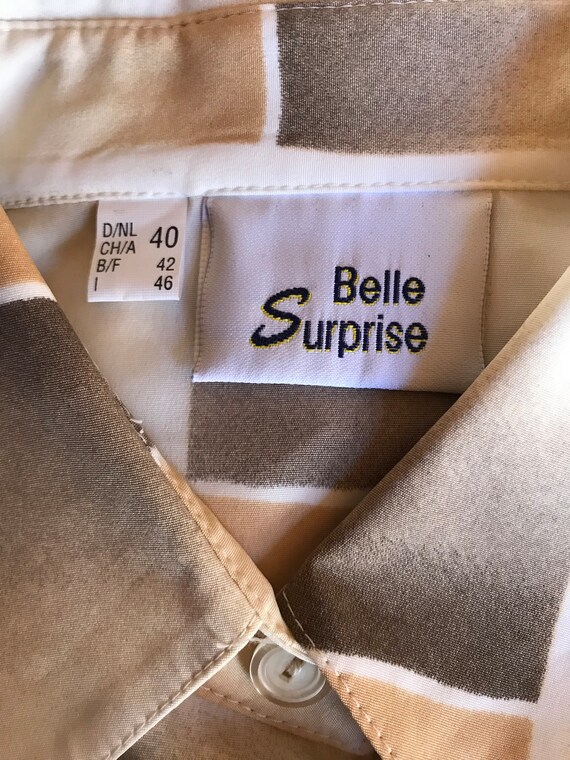 D/NL
CH/A 40
B/F 42
I 46
Belle
Surprise